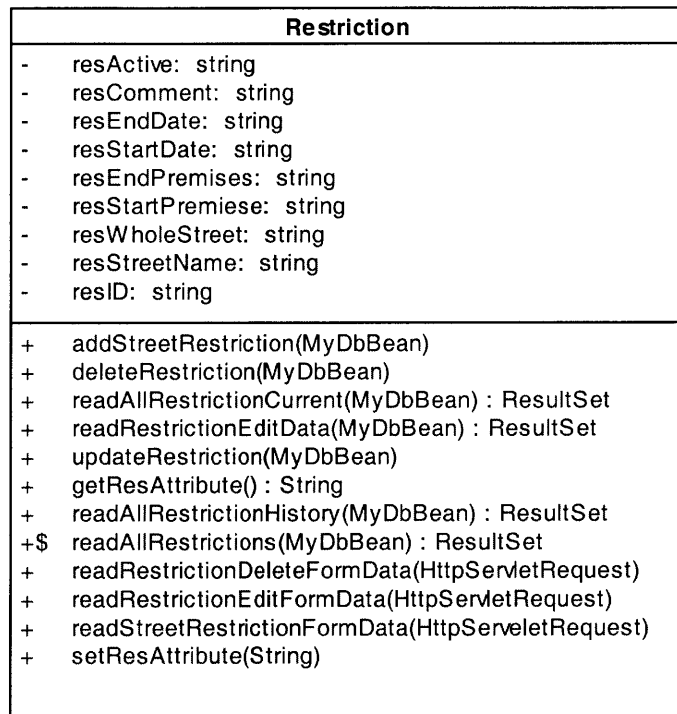 Restriction
- resActive: string
- resComment: string
- resEndDate: string
- resStartDate: string
- resEndPremises: string
- resStartPremiese: string
- resWholeStreet: string
- resStreetName: string
- resID: string
+ addStreetRestriction(MyDbBean)
+ deleteRestriction(MyDbBean)
+ readAllRestrictionCurrent(MyDbBean) : ResultSet
+ readRestrictionEditData(MyDbBean) : ResultSet
+ updateRestriction(MyDbBean)
+ getResAttribute() : String
+ readAllRestrictionHistory(MyDbBean) : ResultSet
+$ readAllRestrictions(MyDbBean) : ResultSet
+ readRestrictionDeleteFormData(HttpServletRequest)
+ readRestrictionEditFormData(HttpServletRequest)
+ readStreetRestrictionFormData(HttpServeletRequest)
+ setResAttribute(String)